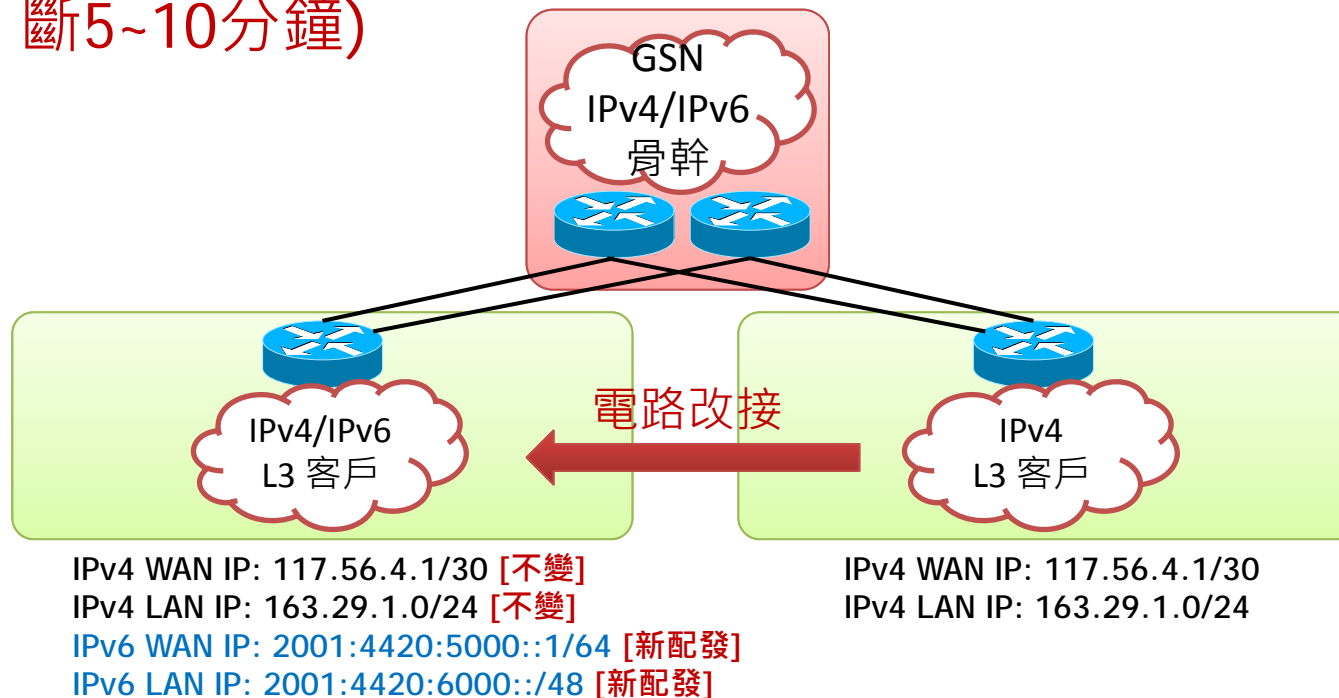 斷5~10分鐘)
GSN
IPv4/IPv6
骨幹
電路改接
IPv4/IPv6
L3 客戶
IPv4
L3 客戶
IPv4 WAN IP: 117.56.4.1/30 [不變]
IPv4 LAN IP: 163.29.1.0/24 [不變]
IPv6 WAN IP: 2001:4420:5000::1/64 [新配發]
IPv6 LAN IP: 2001:4420:6000::/48 [新配發]
IPv4 WAN IP: 117.56.4.1/30
IPv4 LAN IP: 163.29.1.0/24